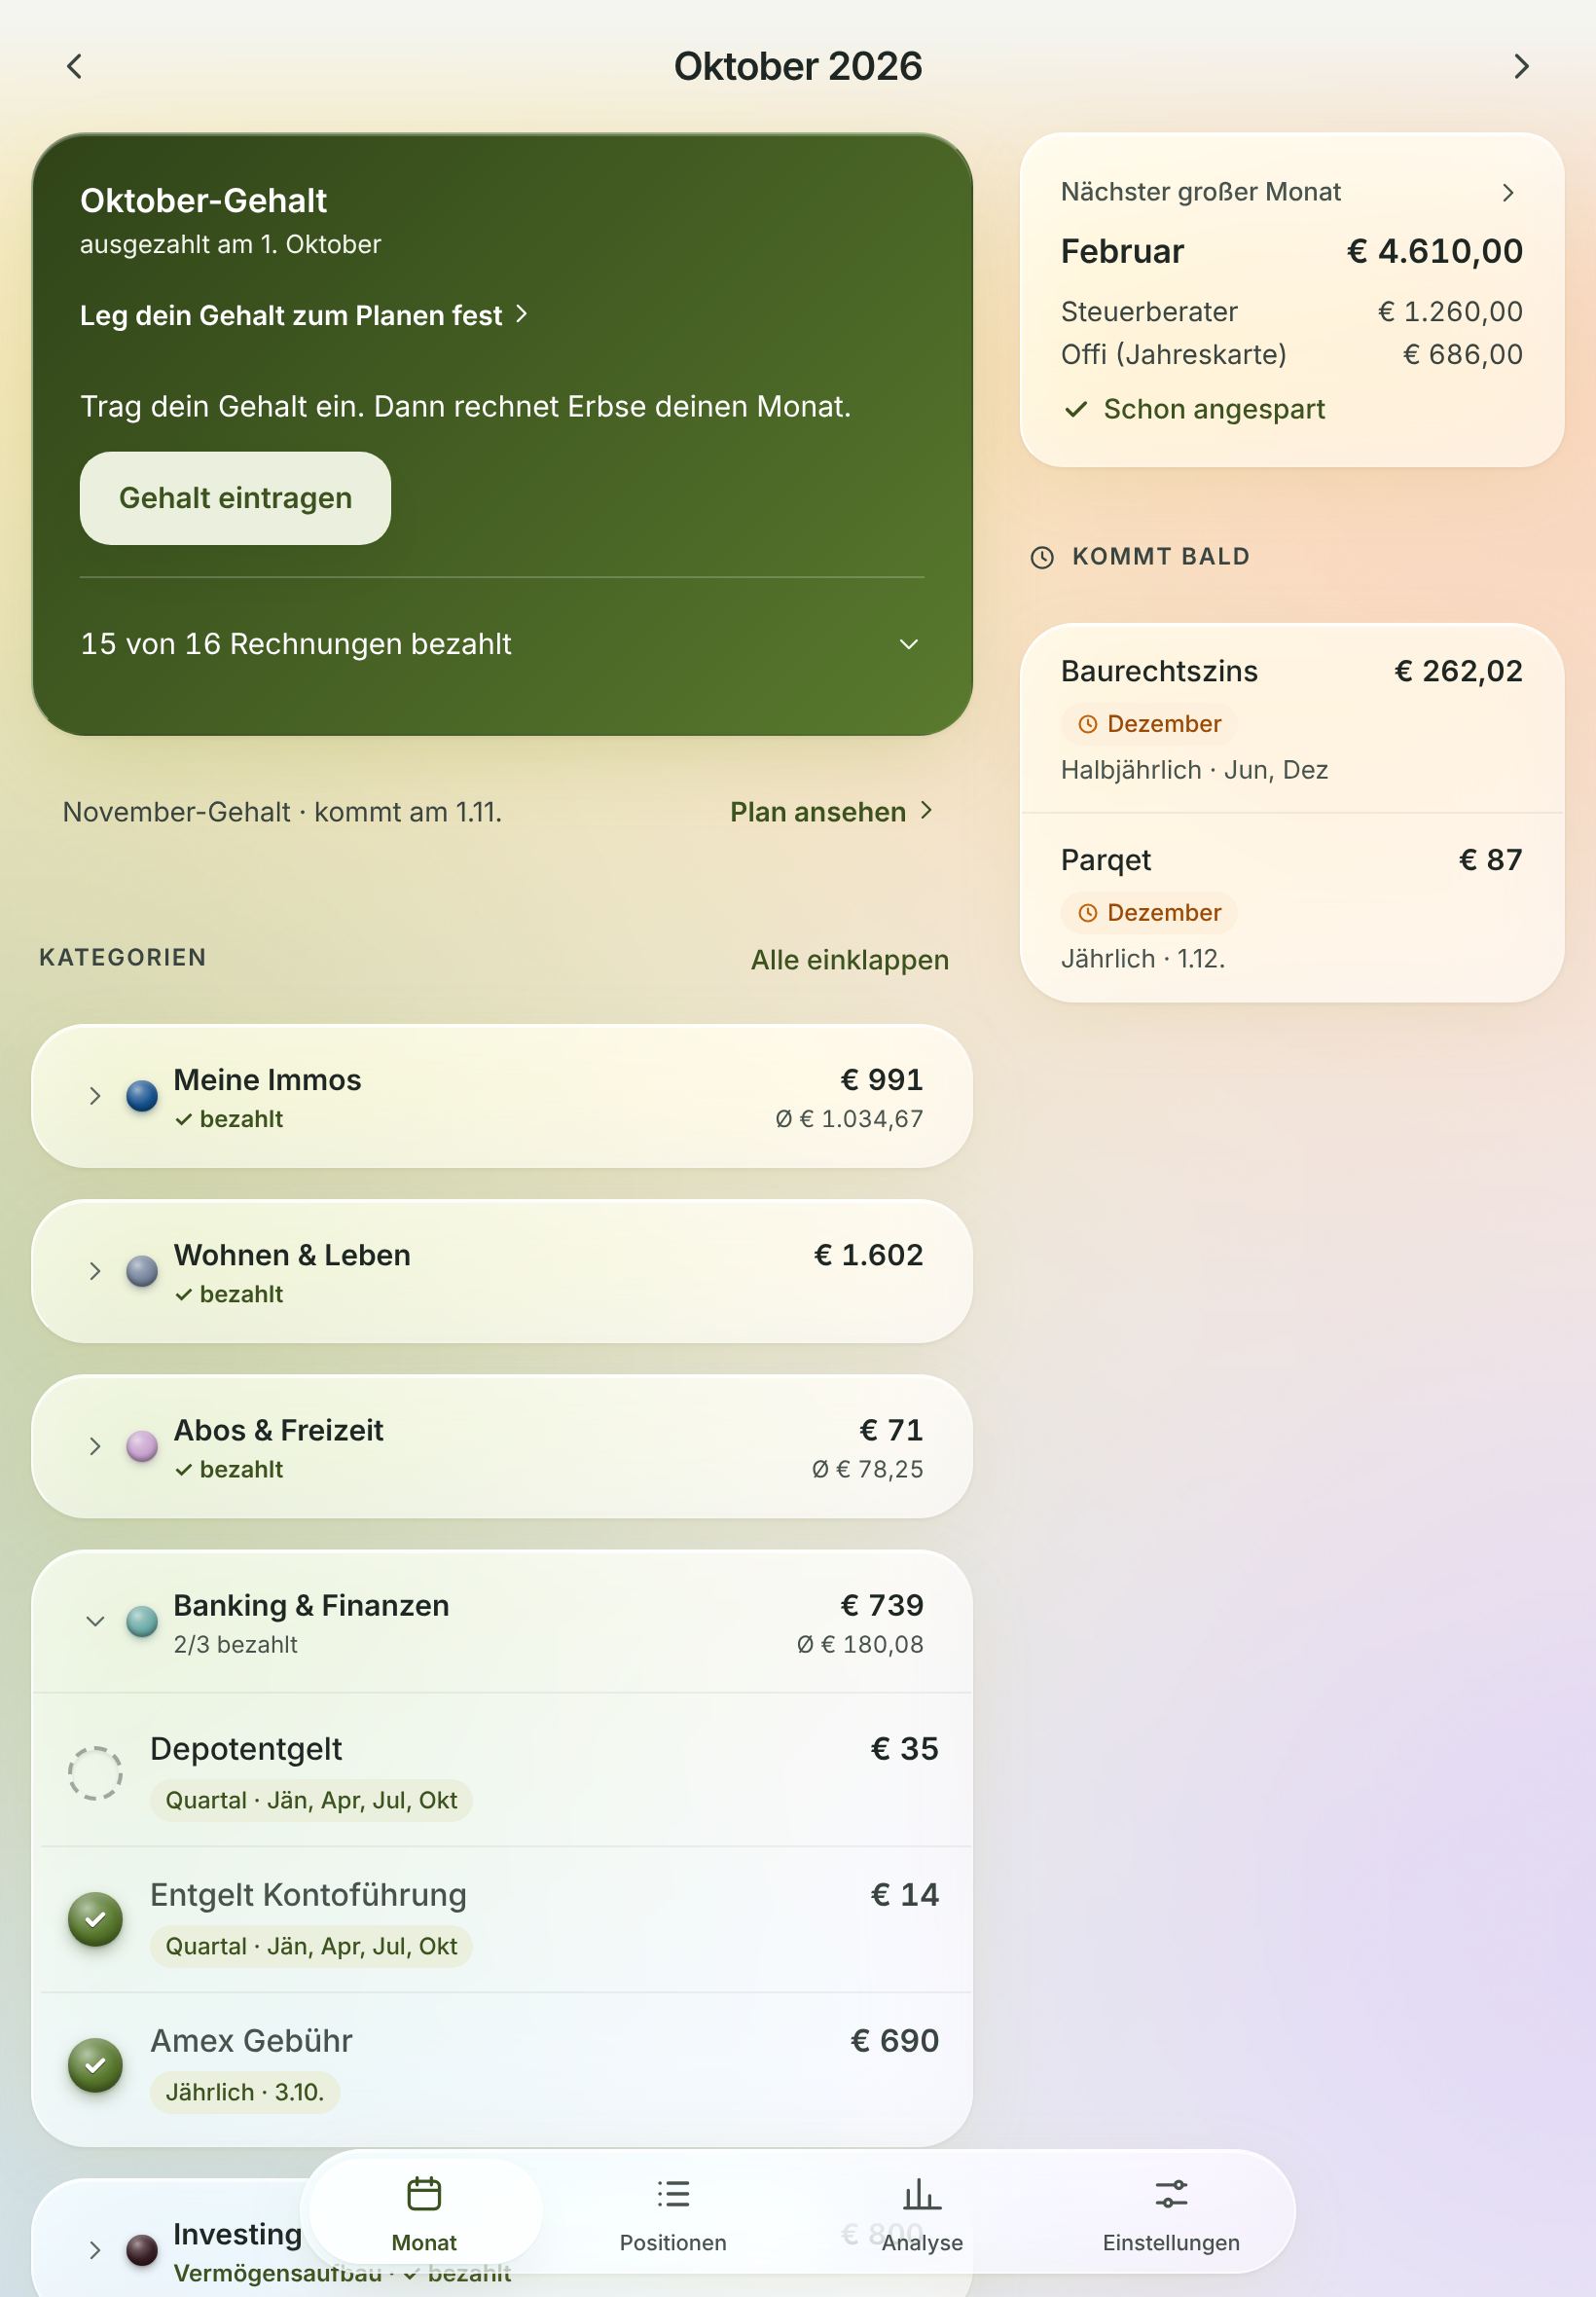 Oktober 2026
Oktober-Gehalt
ausgezahlt am 1. Oktober
Leg dein Gehalt zum Planen fest
Trag dein Gehalt ein. Dann rechnet Erbse deinen Monat.
Gehalt eintragen
15 von 16 Rechnungen bezahlt
November-Gehalt · kommt am 1.11.
Plan ansehen
Nächster großer Monat
Februar € 4.610,00
Steuerberater € 1.260,00
Offi (Jahreskarte) € 686,00
Schon angespart
KOMMT BALD
Baurechtszins € 262,02
Dezember
Halbjährlich · Jun, Dez
Parqet € 87
Dezember
Jährlich · 1.12.
KATEGORIEN
Alle einklappen
Meine Immos € 991
✓ bezahlt Ø € 1.034,67
Wohnen & Leben € 1.602
✓ bezahlt
Abos & Freizeit € 71
✓ bezahlt Ø € 78,25
Banking & Finanzen € 739
2/3 bezahlt Ø € 180,08
Depotentgelt € 35
Quartal · Jän, Apr, Jul, Okt
Entgelt Kontoführung € 14
Quartal · Jän, Apr, Jul, Okt
Amex Gebühr € 690
Jährlich · 3.10.
Investing € 800
Vermögensaufbau · ✓ bezahlt
Monat
Positionen
Analyse
Einstellungen